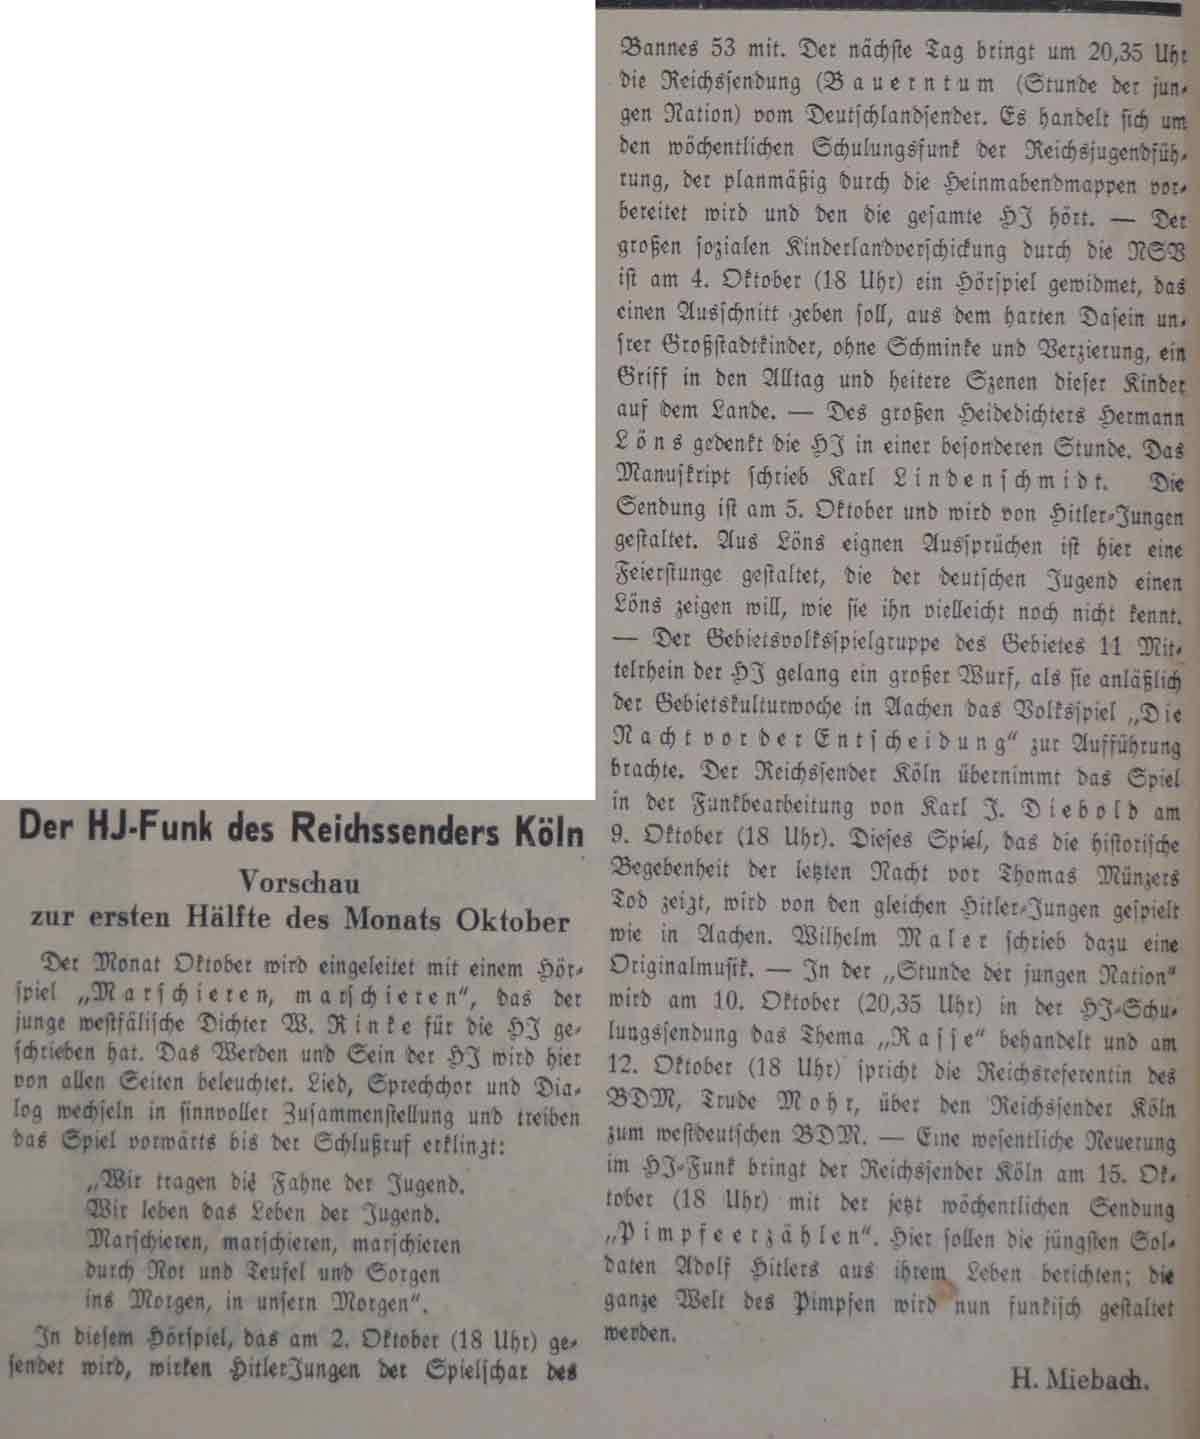 Der HJ-Funk des Reichssenders Köln
Vorschau
zur ersten Hälfte des Monats Oktober
Der Monat Oktober wird eingeleitet mit einem Hör-
spiel „Marschieren, marschieren“, das der
junge westfälische Dichter W. Rinke für die HJ ge-
schrieben hat. Das Werden und Sein der HJ wird hier
von allen Seiten beleuchtet. Lied, Sprechchor und Dia-
log wechseln in sinnvoller Zusammenstellung und treiben
das Spiel vorwärts bis der Schlußruf erklingt:
„Wir tragen die Fahne der Jugend.
Wir leben das Leben der Jugend.
Marschieren, marschieren, marschieren
durch Not und Teufel und Sorgen
ins Morgen, in unsern Morgen“.
In diesem Hörspiel, das am 2. Oktober (18 Uhr) ge-
sendet wird, wirken HitlerJungen der Spielschar des
Bannes 53 mit. Der nächste Tag bringt um 20,35 Uhr
die Reichssendung (Bauerntum (Stunde der jun-
gen Nation) vom Deutschlandsender. Es handelt sich um
den wöchentlichen Schulungsfunk der Reichsjugendfüh-
rung, der planmäßig durch die Heinmabendmappen vor-
bereitet wird und den die gesamte HJ hört. — Der
großen sozialen Kinderlandverschickung durch die NSV
ist am 4. Oktober (18 Uhr) ein Hörspiel gewidmet, das
einen Ausschnitt geben soll, aus dem harten Dasein un-
srer Großstadtkinder, ohne Schminke und Verzierung, ein
Griff in den Alltag und heitere Szenen dieser Kinder
auf dem Lande. — Des großen Heidedichters Hermann
Löns gedenkt die HJ in einer besonderen Stunde. Das
Manuskript schrieb Karl Lindenschmidt. Die
Sendung ist am 5. Oktober und wird von Hitler-Jungen
gestaltet. Aus Löns eignen Aussprüchen ist hier eine
Feierstunge gestaltet, die der deutschen Jugend einen
Löns zeigen will, wie sie ihn vielleicht noch nicht kennt.
— Der Gebietsvolksspielgruppe des Gebietes 11 Mit-
telrhein der HJ gelang ein großer Wurf, als sie anläßlich
der Gebietskulturwoche in Aachen das Volksspiel „Die
Nacht vor der Entscheidung“ zur Aufführung
brachte. Der Reichssender Köln übernimmt das Spiel
in der Funkbearbeitung von Karl J. Diebold am
9. Oktober (18 Uhr). Dieses Spiel, das die historische
Begebenheit der letzten Nacht vor Thomas Münzers
Tod zeigt, wird von den gleichen Hitler-Jungen gespielt
wie in Aachen. Wilhelm Maler schrieb dazu eine
Originalmusik. — In der „Stunde der jungen Nation“
wird am 10. Oktober (20,35 Uhr) in der HJ-Schu-
lungssendung das Thema „Rasse“ behandelt und am
12. Oktober (18 Uhr) spricht die Reichsreferentin des
BDM, Trude Mohr, über den Reichssender Köln
zum westdeutschen BDM. — Eine wesentliche Neuerung
im HJ-Funk bringt der Reichssender Köln am 15. Ok-
tober (18 Uhr) mit der jetzt wöchentlichen Sendung
„Pimpfe erzählen“. Hier sollen die jüngsten Sol-
daten Adolf Hitlers aus ihrem Leben berichten; die
ganze Welt des Pimpfen wird nun funkisch gestaltet
werden.
H. Miebach.